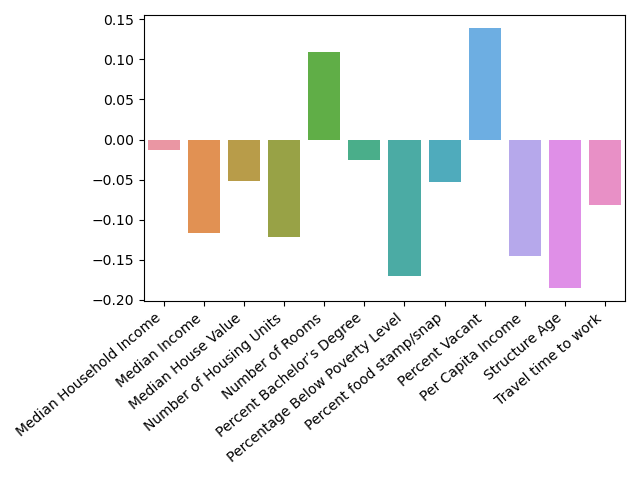 0.15
0.10
0.05
0.00
−0.05
−0.10
−0.15
−0.20
Median Household Income
Median Income
Median House Value
Number of Housing Units
Number of Rooms
Percent Bachelor's Degree
Percentage Below Poverty Level
Percent food stamp/snap
Percent Vacant
Per Capita Income
Structure Age
Travel time to work